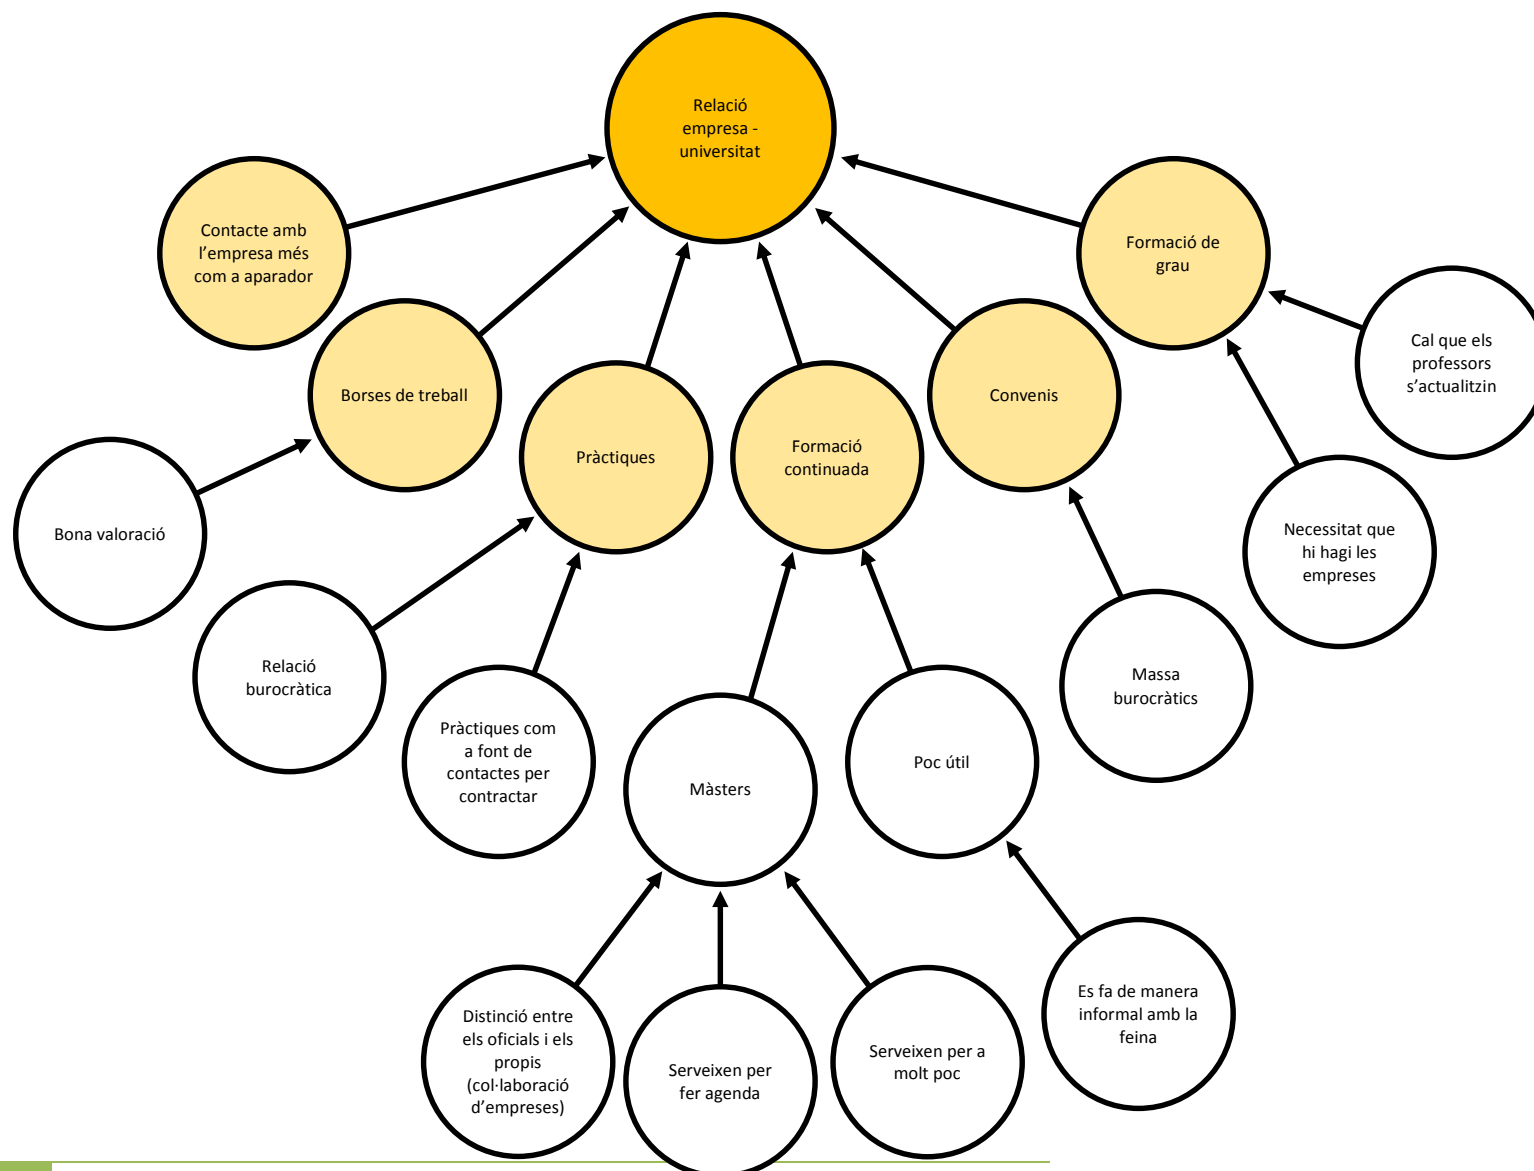 Relació
empresa -
universitat
Contacte amb
l’empresa més
com a aparador
Formació de
grau
Borses de treball
Pràctiques
Formació
continuada
Convenis
Cal que els
professors
s’actualitzin
Bona valoració
Relació
burocràtica
Pràctiques com
a font de
contactes per
contractar
Màsters
Poc útil
Massa
burocràtics
Necessitat que
hi hagi les
empreses
Distinció entre
els oficials i els
propis
(col·laboració
d’empreses)
Serveixen per
fer agenda
Serveixen per a
molt poc
Es fa de manera
informal amb la
feina